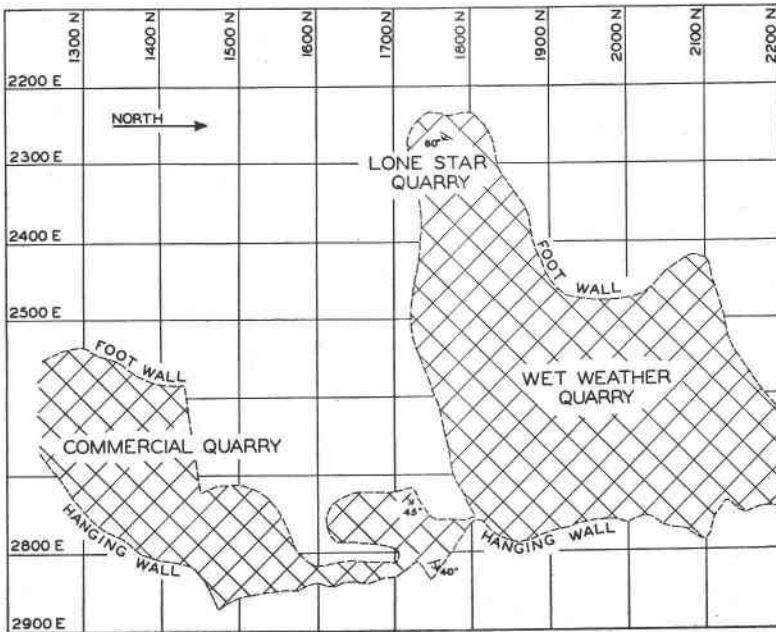 1300 N
1400 N
1500 N
1600 N
1700 N
1800 N
1900 N
2000 N
2100 N
2200 N
2200 E
NORTH
60°
2300 E
LONE STAR
QUARRY
2400 E
FOOT WALL
2500 E
FOOT WALL
WET WEATHER
QUARRY
COMMERCIAL QUARRY
45°
HANGING WALL
HANGING WALL
2800 E
40°
2900 E